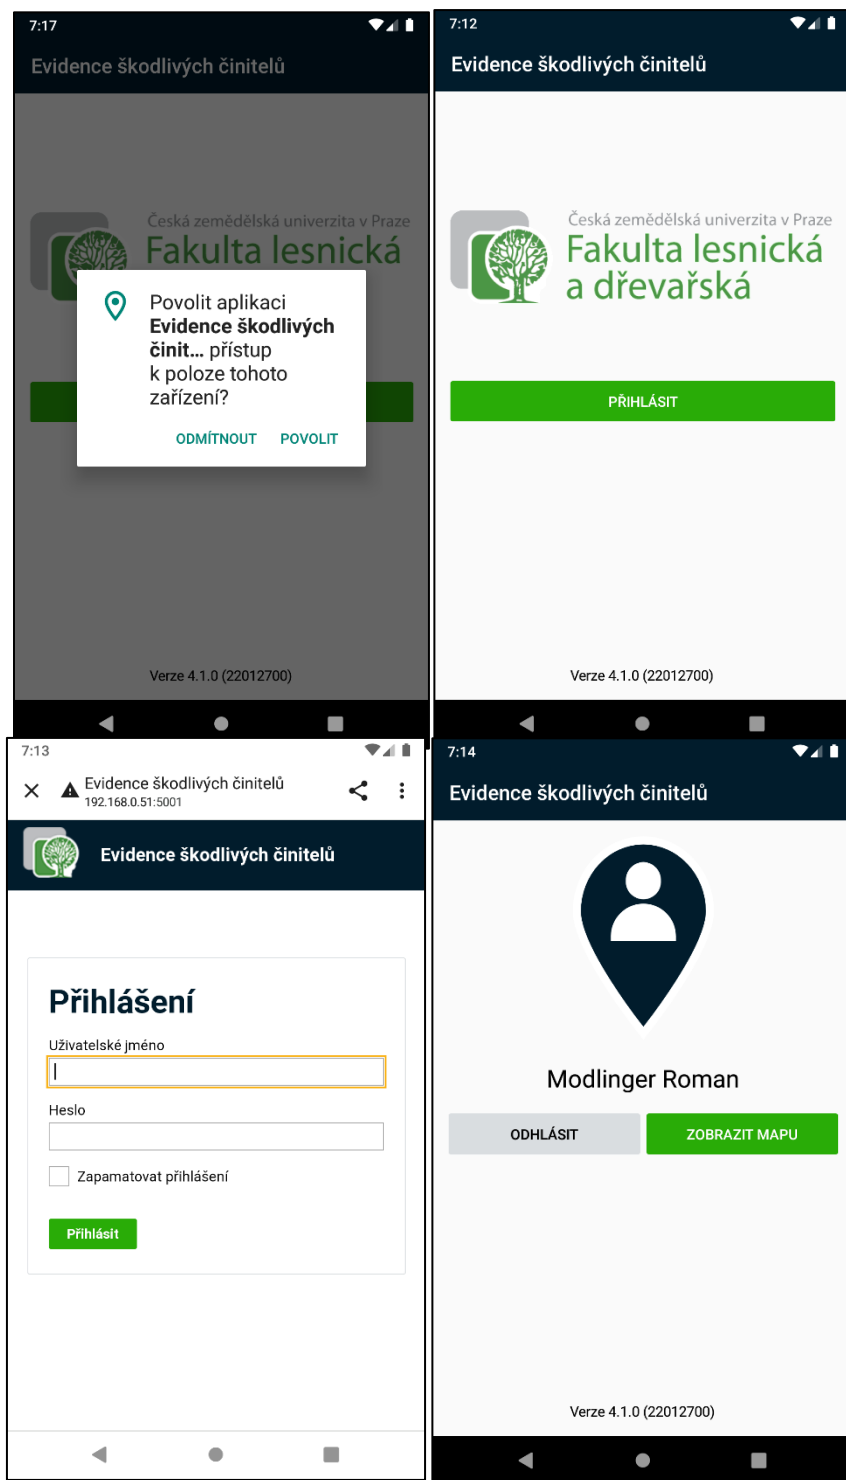 7:17
Evidence škodlivých činitelů
Česká zemědělská univerzita v Praze
Fakulta lesnická
Povolit aplikaci
Evidence škodlivých
činit... přístup
k poloze tohoto
zařízení?
ODMÍTNOUT POVOLIT
Verze 4.1.0 (22012700)
7:12
Evidence škodlivých činitelů
Česká zemědělská univerzita v Praze
Fakulta lesnická
a dřevařská
PŘIHLÁSIT
Verze 4.1.0 (22012700)
7:13
Evidence škodlivých činitelů
192.168.0.51:5001
Evidence škodlivých činitelů
Přihlášení
Uživatelské jméno
Heslo
Zapamatovat přihlášení
Přihlásit
7:14
Evidence škodlivých činitelů
Modlinger Roman
ODHLÁSIT ZOBRAZIT MAPU
Verze 4.1.0 (22012700)